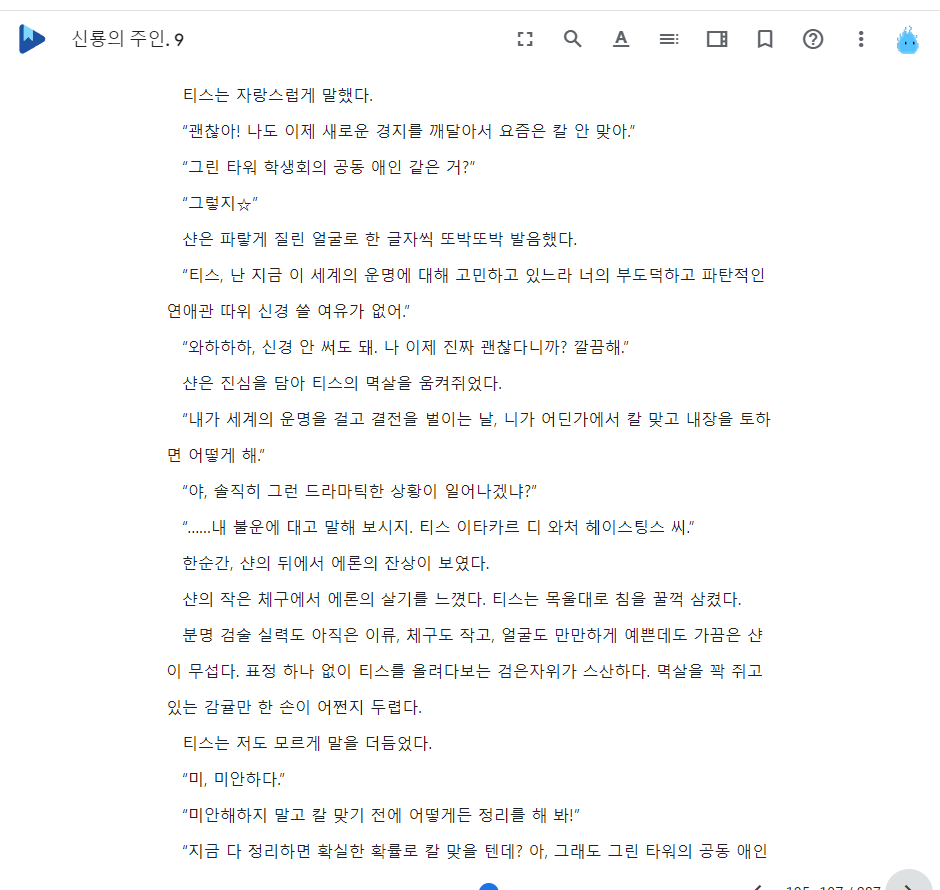 신룡의 주인. 9
티스는 자랑스럽게 말했다.
“괜찮아! 나도 이제 새로운 경지를 깨달아서 요즘은 칼 안 맞아.”
“그린 타워 학생회의 공동 애인 같은 거?”
“그렇지☆”
샨은 파랗게 질린 얼굴로 한 글자씩 또박또박 발음했다.
“티스, 난 지금 이 세계의 운명에 대해 고민하고 있느라 너의 부도덕하고 파탄적인
연애관 따위 신경 쓸 여유가 없어.”
“와하하하, 신경 안 써도 돼. 나 이제 진짜 괜찮다니까? 깔끔해.”
샨은 진심을 담아 티스의 멱살을 움켜쥐었다.
“내가 세계의 운명을 걸고 결전을 벌이는 날, 니가 어딘가에서 칼 맞고 내장을 토하
면 어떻게 해.”
“야, 솔직히 그런 드라마틱한 상황이 일어나겠냐?”
“……내 불운에 대고 말해 보시지. 티스 이타카르 디 와처 헤이스팅스 씨.”
한순간, 샨의 뒤에서 에론의 잔상이 보였다.
샨의 작은 체구에서 에론의 살기를 느꼈다. 티스는 목울대로 침을 꿀꺽 삼켰다.
분명 검술 실력도 아직은 이류, 체구도 작고, 얼굴도 만만하게 예쁜데도 가끔은 샨
이 무섭다. 표정 하나 없이 티스를 올려다보는 검은자위가 스산하다. 멱살을 꽉 쥐고
있는 감귤만 한 손이 어쩐지 두렵다.
티스는 저도 모르게 말을 더듬었다.
“미, 미안하다.”
“미안해하지 말고 칼 맞기 전에 어떻게든 정리를 해 봐!”
“지금 다 정리하면 확실한 확률로 칼 맞을 텐데? 아, 그래도 그린 타워의 공동 애인